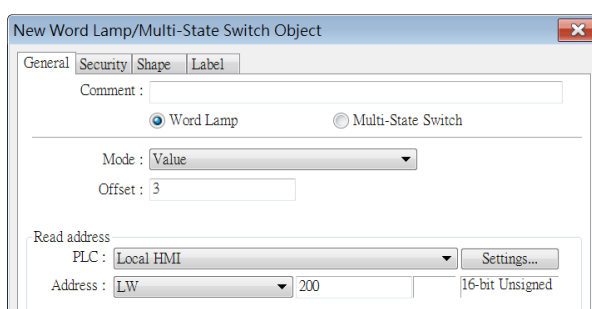 New Word Lamp/Multi-State Switch Object
General Security Shape Label
Comment :
Word Lamp Multi-State Switch
Mode : Value
Offset : 3
Read address
PLC : Local HMI Settings...
Address : LW 200 16-bit Unsigned